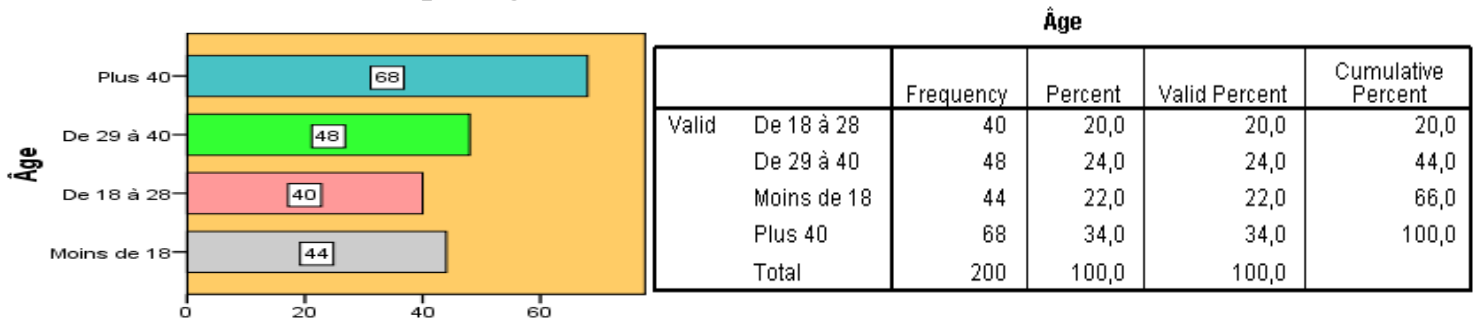 Âge
Plus 40
68
De 29 à 40
48
De 18 à 28
40
Moins de 18
44
0 20 40 60
Âge
Frequency Percent Valid Percent Cumulative Percent
Valid De 18 à 28 40 20,0 20,0 20,0
De 29 à 40 48 24,0 24,0 44,0
Moins de 18 44 22,0 22,0 66,0
Plus 40 68 34,0 34,0 100,0
Total 200 100,0 100,0